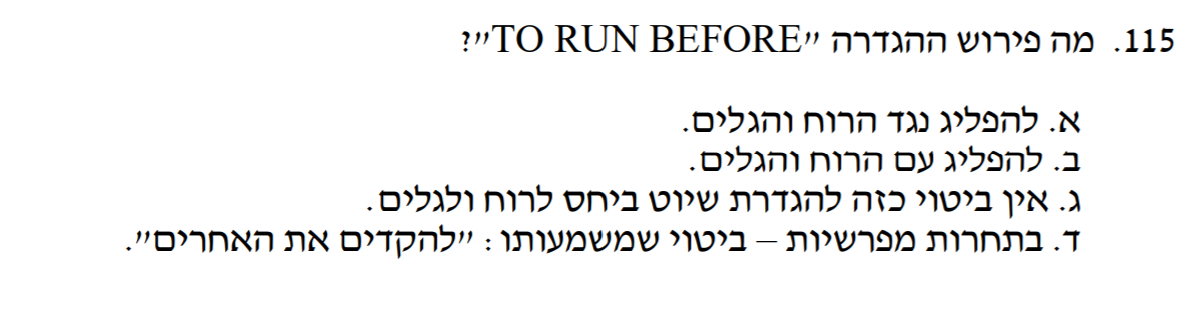 115. מה פירוש ההגדרה "TO RUN BEFORE"?
א. להפליג נגד הרוח והגלים.
ב. להפליג עם הרוח והגלים.
ג. אין ביטוי כזה להגדרת שיוט ביחס לרוח ולגלים.
ד. בתחרות מפרשיות – ביטוי שמשמעותו: "להקדים את האחרים".